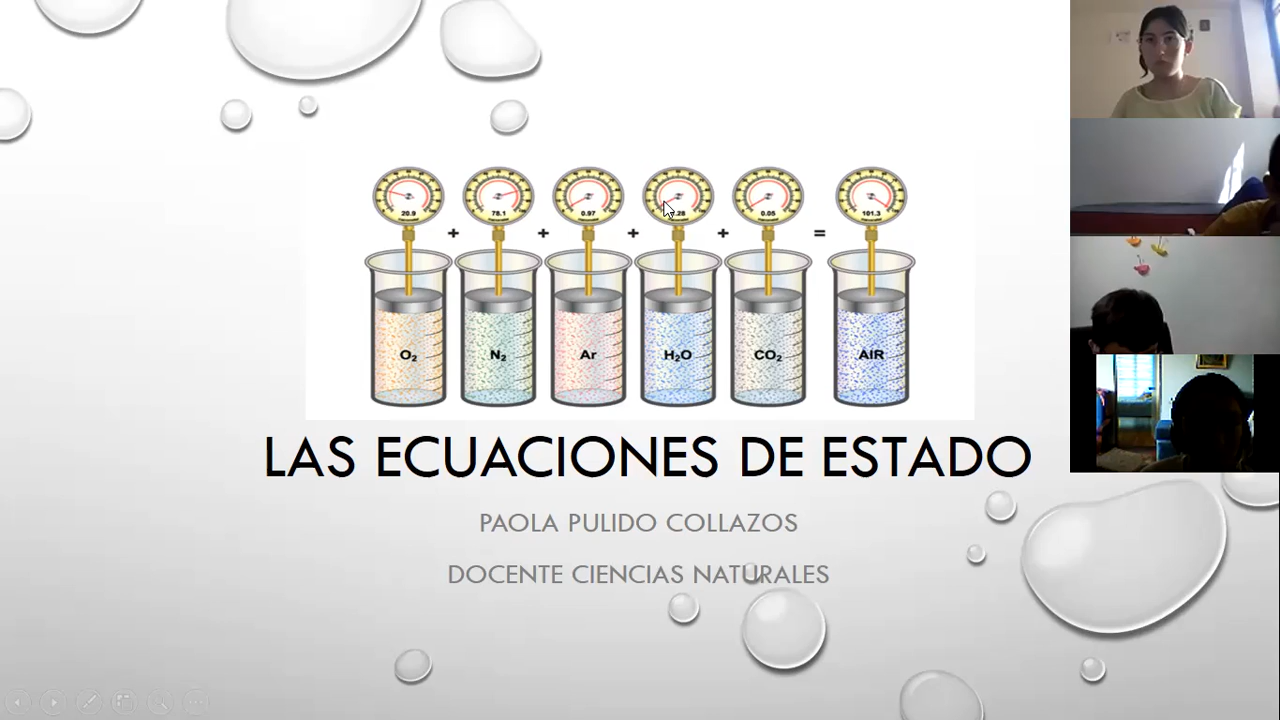 20.9 78.1 0.97 .28 0.05 101.3
+ + + + =
O₂ N₂ Ar H₂O CO₂ AIR
LAS ECUACIONES DE ESTADO
PAOLA PULIDO COLLAZOS
DOCENTE CIENCIAS NATURALES